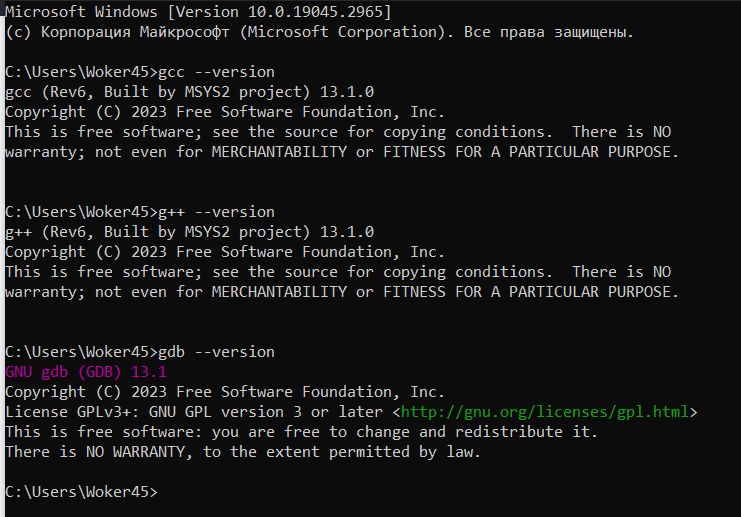 Microsoft Windows [Version 10.0.19045.2965]
(c) Корпорация Майкрософт (Microsoft Corporation). Все права защищены.
C:\Users\Woker45>gcc --version
gcc (Rev6, Built by MSYS2 project) 13.1.0
Copyright (C) 2023 Free Software Foundation, Inc.
This is free software; see the source for copying conditions.  There is NO
warranty; not even for MERCHANTABILITY or FITNESS FOR A PARTICULAR PURPOSE.
C:\Users\Woker45>g++ --version
g++ (Rev6, Built by MSYS2 project) 13.1.0
Copyright (C) 2023 Free Software Foundation, Inc.
This is free software; see the source for copying conditions.  There is NO
warranty; not even for MERCHANTABILITY or FITNESS FOR A PARTICULAR PURPOSE.
C:\Users\Woker45>gdb --version
GNU gdb (GDB) 13.1
Copyright (C) 2023 Free Software Foundation, Inc.
License GPLv3+: GNU GPL version 3 or later <http://gnu.org/licenses/gpl.html>
This is free software: you are free to change and redistribute it.
There is NO WARRANTY, to the extent permitted by law.
C:\Users\Woker45>